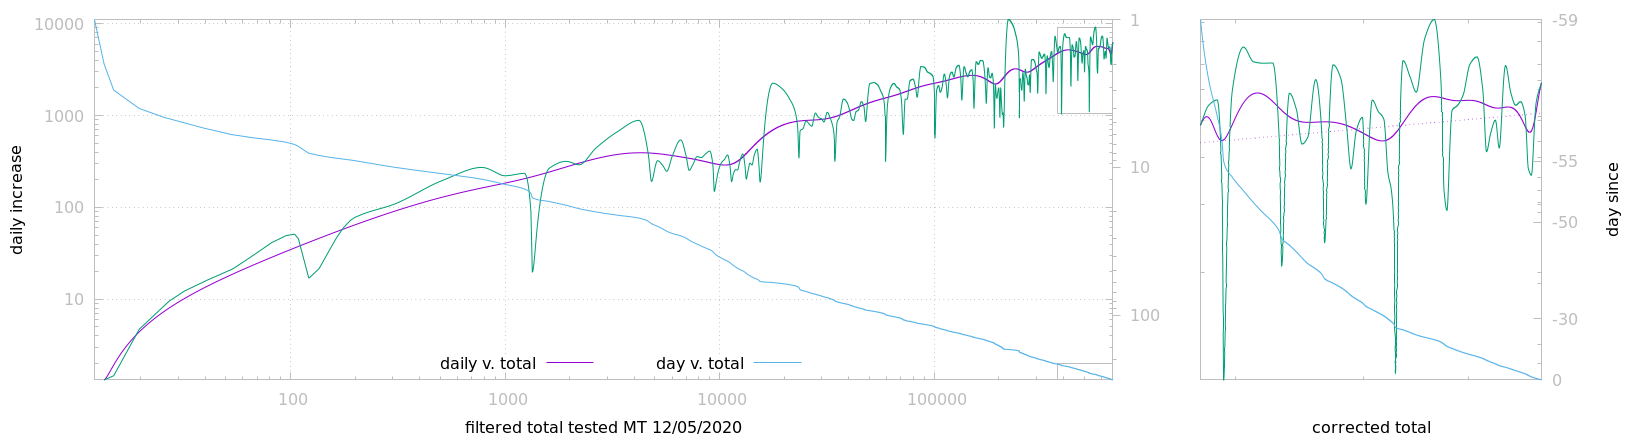 10000
1000
100
10
daily increase
1
10
100
daily v. total
day v. total
100
1000
10000
100000
filtered total tested MT 12/05/2020
-59
-55
-50
-30
0
day since
corrected total